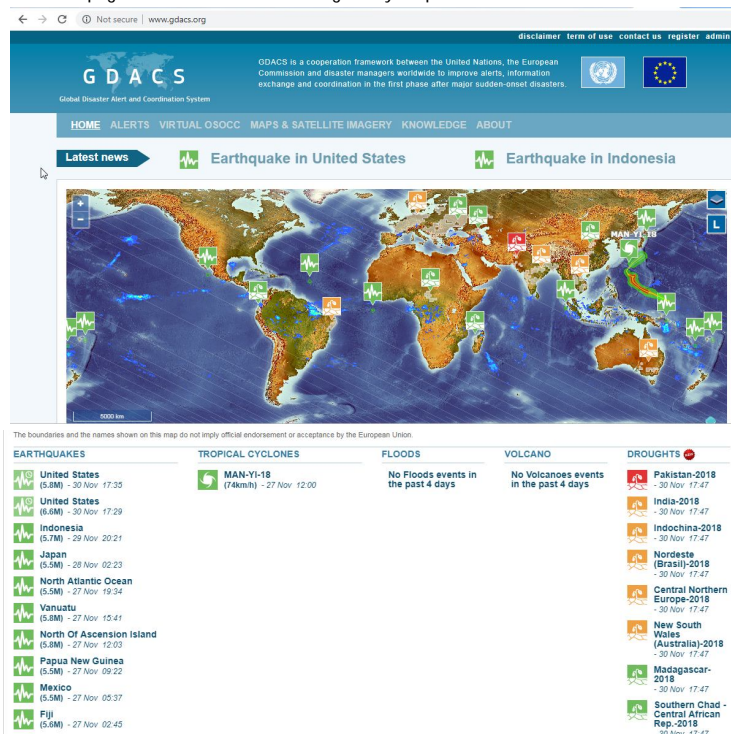 Not secure | www.gdacs.org
disclaimer term of use contact us register admin
GDACS is a cooperation framework between the United Nations, the European
Commission and disaster managers worldwide to improve alerts, information
exchange and coordination in the first phase after major sudden-onset disasters.
GDACS
Global Disaster Alert and Coordination System
HOME ALERTS VIRTUAL OSOCC MAPS & SATELLITE IMAGERY KNOWLEDGE ABOUT
Latest news
Earthquake in United States
Earthquake in Indonesia
+
-
L
MAN-YI-18
5000 km
The boundaries and the names shown on this map do not imply official endorsement or acceptance by the European Union.
EARTHQUAKES
United States
(5.8M) - 30 Nov 17:35
United States
(6.6M) - 30 Nov 17:29
Indonesia
(5.7M) - 29 Nov 20:21
Japan
(5.5M) - 28 Nov 02:23
North Atlantic Ocean
(5.5M) - 27 Nov 19:34
Vanuatu
(5.8M) - 27 Nov 15:41
North Of Ascension Island
(5.8M) - 27 Nov 12:03
Papua New Guinea
(5.5M) - 27 Nov 09:22
Mexico
(5.5M) - 27 Nov 05:37
Fiji
(5.6M) - 27 Nov 02:45
TROPICAL CYCLONES
MAN-YI-18
(74km/h) - 27 Nov 12:00
FLOODS
No Floods events in
the past 4 days
VOLCANO
No Volcanoes events
in the past 4 days
DROUGHTS
Pakistan-2018
- 30 Nov 17:47
India-2018
- 30 Nov 17:47
Indochina-2018
- 30 Nov 17:47
Nordeste
(Brasil)-2018
- 30 Nov 17:47
Central Northern
Europe-2018
- 30 Nov 17:47
New South
Wales
(Australia)-2018
- 30 Nov 17:47
Madagascar-
2018
- 30 Nov 17:47
Southern Chad -
Central African
Rep.-2018
- 30 Nov 17:47